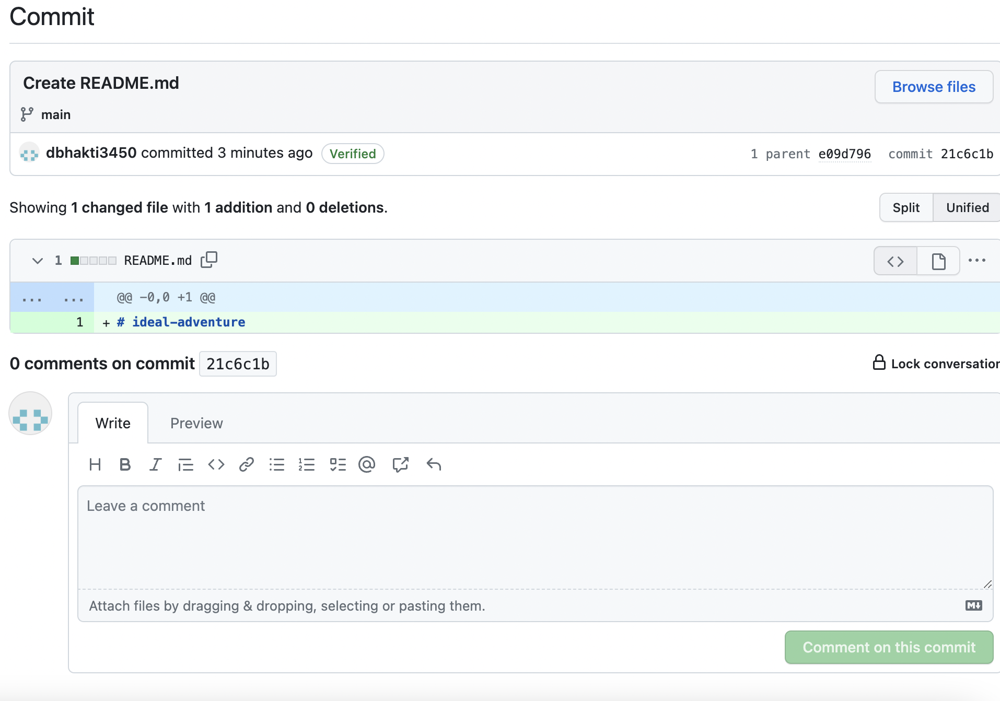 Commit
Create README.md
Browse files
main
dbhakti3450 committed 3 minutes ago Verified
1 parent e09d796 commit 21c6c1b
Showing 1 changed file with 1 addition and 0 deletions.
Split Unified
1 README.md
... ... @@ -0,0 +1 @@
1 + # ideal-adventure
0 comments on commit 21c6c1b
Lock conversation
Write Preview
Leave a comment
Attach files by dragging & dropping, selecting or pasting them.
Comment on this commit